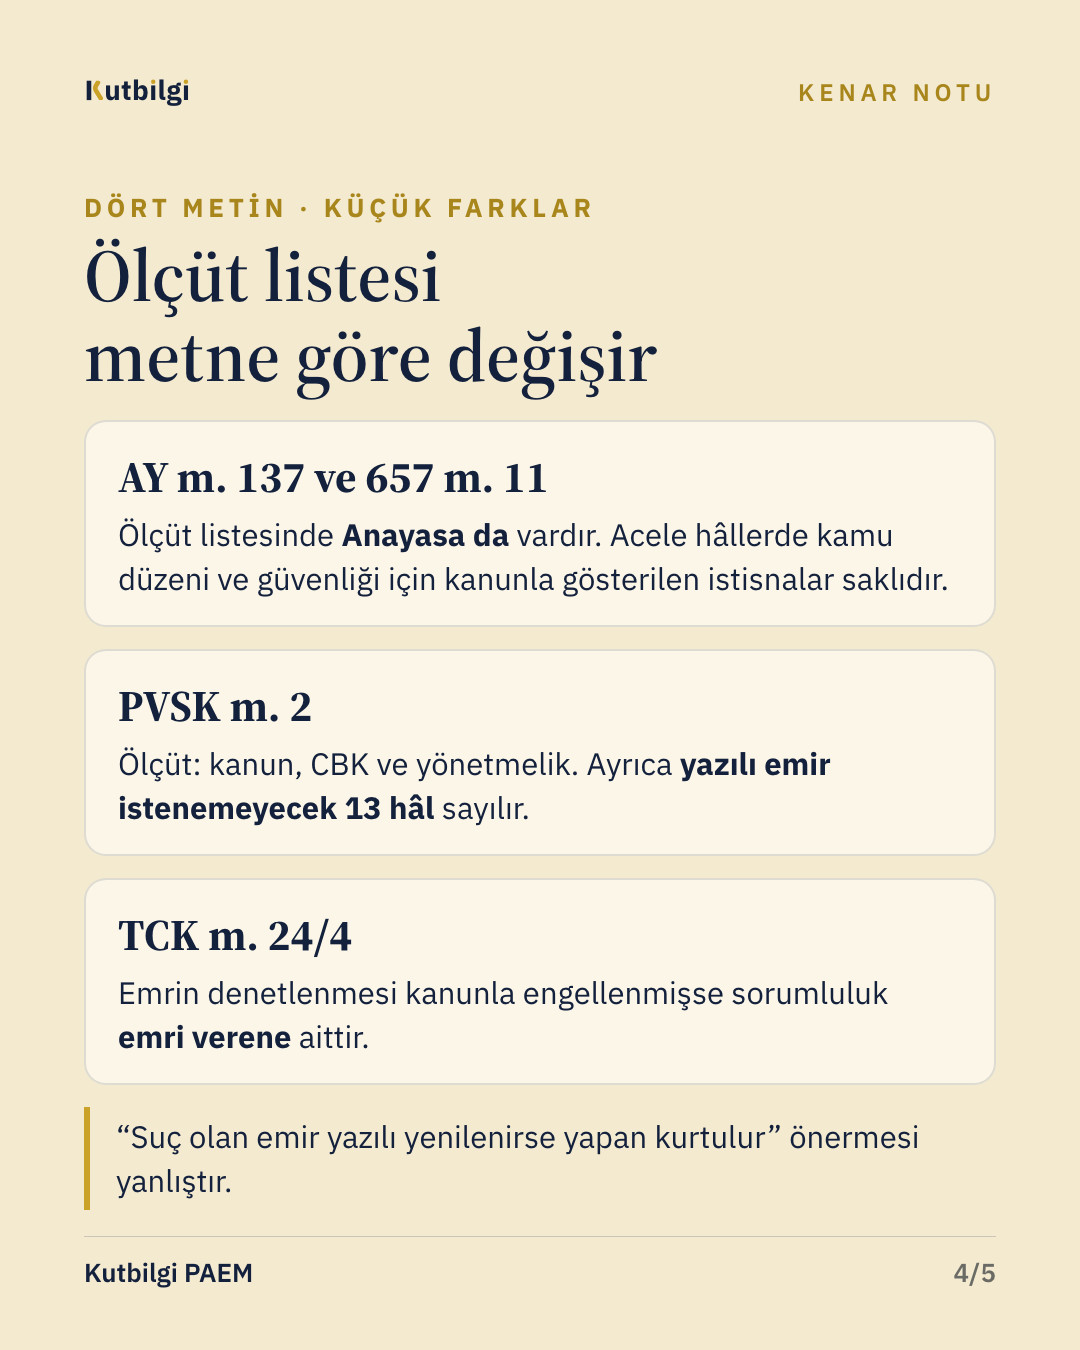 Kutbilgi
KENAR NOTU
DÖRT METİN · KÜÇÜK FARKLAR
Ölçüt listesi
metne göre değişir
AY m. 137 ve 657 m. 11
Ölçüt listesinde Anayasa da vardır. Acele hâllerde kamu
düzeni ve güvenliği için kanunla gösterilen istisnalar saklıdır.
PVSK m. 2
Ölçüt: kanun, CBK ve yönetmelik. Ayrıca yazılı emir
istenemeyecek 13 hâl sayılır.
TCK m. 24/4
Emrin denetlenmesi kanunla engellenmişse sorumluluk
emri verene aittir.
“Suç olan emir yazılı yenilenirse yapan kurtulur” önermesi
yanlıştır.
Kutbilgi PAEM
4/5